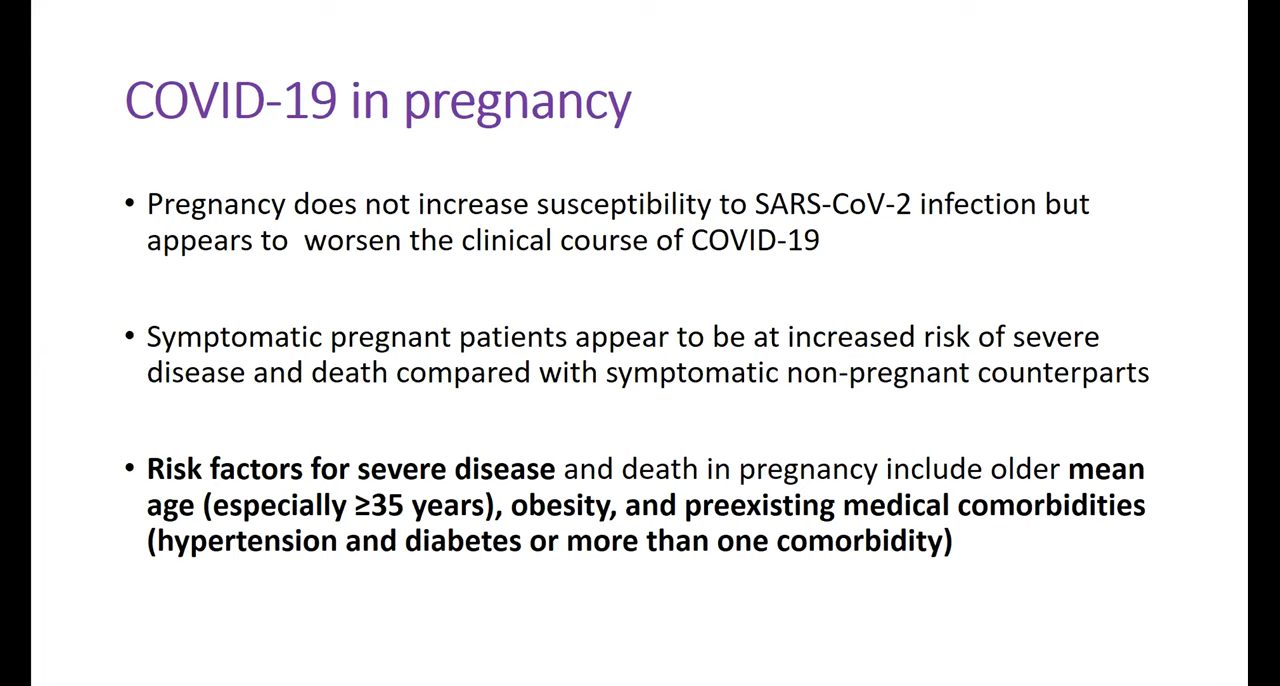 COVID-19 in pregnancy
• Pregnancy does not increase susceptibility to SARS-CoV-2 infection but
appears to  worsen the clinical course of COVID-19
• Symptomatic pregnant patients appear to be at increased risk of severe
disease and death compared with symptomatic non-pregnant counterparts
• Risk factors for severe disease and death in pregnancy include older mean
age (especially ≥35 years), obesity, and preexisting medical comorbidities
(hypertension and diabetes or more than one comorbidity)